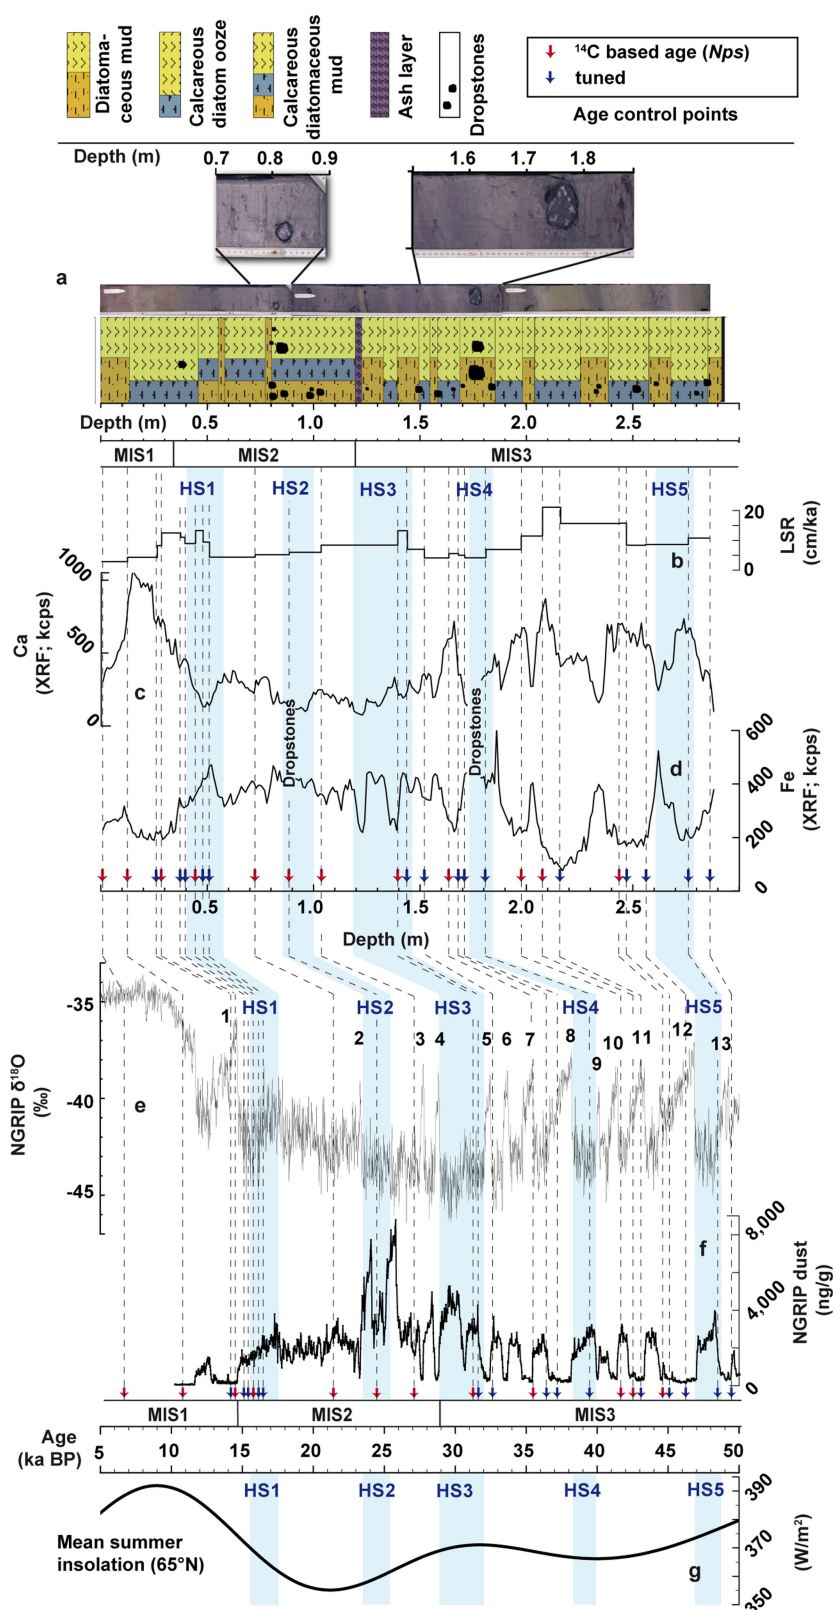 Diatoma-
ceous mud
Calcareous
diatom ooze
Calcareous
diatomaceous
mud
Ash layer
Dropstones
14C based age (Nps)
tuned
Age control points
Depth (m)
0.7 0.8 0.9
1.6 1.7 1.8
a
Depth (m) 0.5 1.0 1.5 2.0 2.5
MIS1 MIS2 MIS3
HS1 HS2 HS3 HS4 HS5
20
10
0
LSR
(cm/ka)
b
1000
500
0
Ca
(XRF; kcps)
c
Dropstones
Dropstones
600
400
200
0
Fe
(XRF; kcps)
d
0.5 1.0 1.5 2.0 2.5
Depth (m)
-35
-40
-45
NGRIP δ18O
(‰)
HS1 HS2 HS3 HS4 HS5
1 2 3 4 5 6 7 8 9 10 11 12 13
e
8,000
4,000
0
NGRIP dust
(ng/g)
f
MIS1 MIS2 MIS3
Age
(ka BP)
5 10 15 20 25 30 35 40 45 50
HS1 HS2 HS3 HS4 HS5
390
370
350
(W/m2)
Mean summer
insolation (65°N)
g